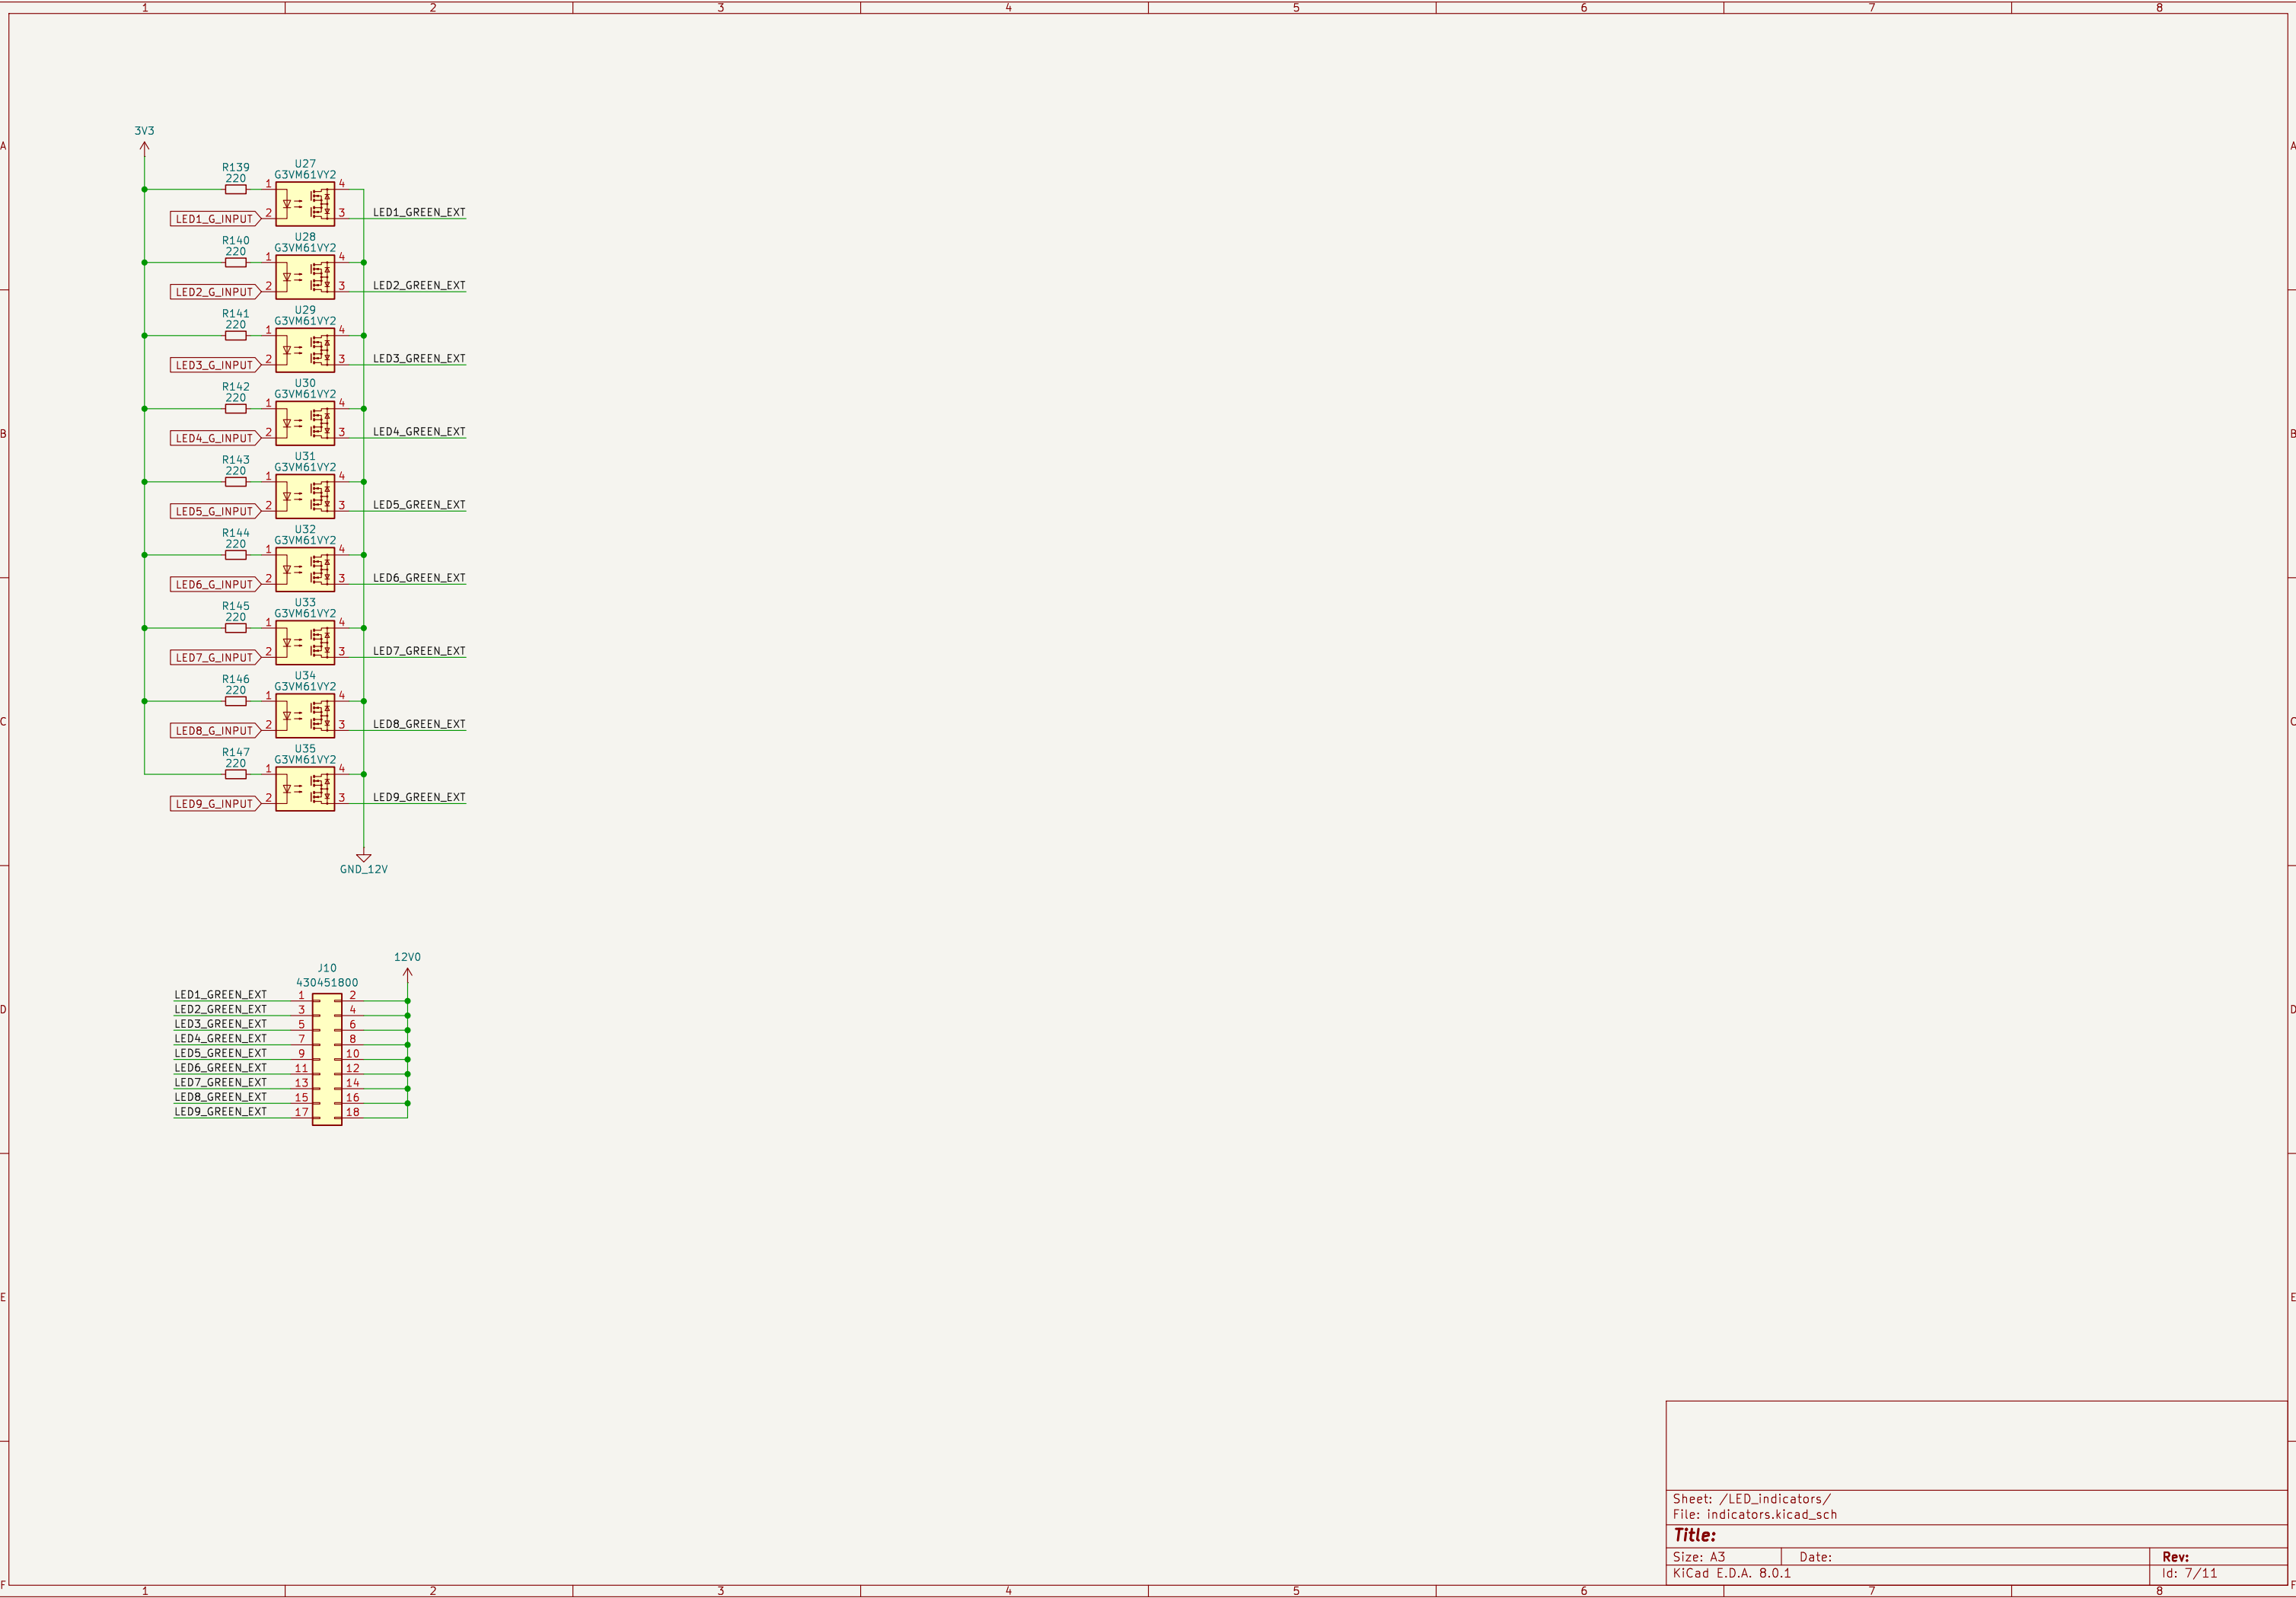 1 2 3 4 5 6 7 8
3V3
A A
R139
220
U27
G3VM61VY2
1 4
LED1_G_INPUT 2 3 LED1_GREEN_EXT
R140
220
U28
G3VM61VY2
1 4
LED2_G_INPUT 2 3 LED2_GREEN_EXT
R141
220
U29
G3VM61VY2
1 4
LED3_G_INPUT 2 3 LED3_GREEN_EXT
R142
220
U30
G3VM61VY2
1 4
B B
LED4_G_INPUT 2 3 LED4_GREEN_EXT
R143
220
U31
G3VM61VY2
1 4
LED5_G_INPUT 2 3 LED5_GREEN_EXT
R144
220
U32
G3VM61VY2
1 4
LED6_G_INPUT 2 3 LED6_GREEN_EXT
R145
220
U33
G3VM61VY2
1 4
LED7_G_INPUT 2 3 LED7_GREEN_EXT
R146
220
U34
G3VM61VY2
1 4
C C
LED8_G_INPUT 2 3 LED8_GREEN_EXT
R147
220
U35
G3VM61VY2
1 4
LED9_G_INPUT 2 3 LED9_GREEN_EXT
GND_12V
12V0
J10
430451800
LED1_GREEN_EXT 1 2
D D
LED2_GREEN_EXT 3 4
LED3_GREEN_EXT 5 6
LED4_GREEN_EXT 7 8
LED5_GREEN_EXT 9 10
LED6_GREEN_EXT 11 12
LED7_GREEN_EXT 13 14
LED8_GREEN_EXT 15 16
LED9_GREEN_EXT 17 18
E E
Sheet: /LED_indicators/
File: indicators.kicad_sch
Title:
Size: A3 Date: Rev:
KiCad E.D.A. 8.0.1 Id: 7/11
F F
1 2 3 4 5 6 7 8